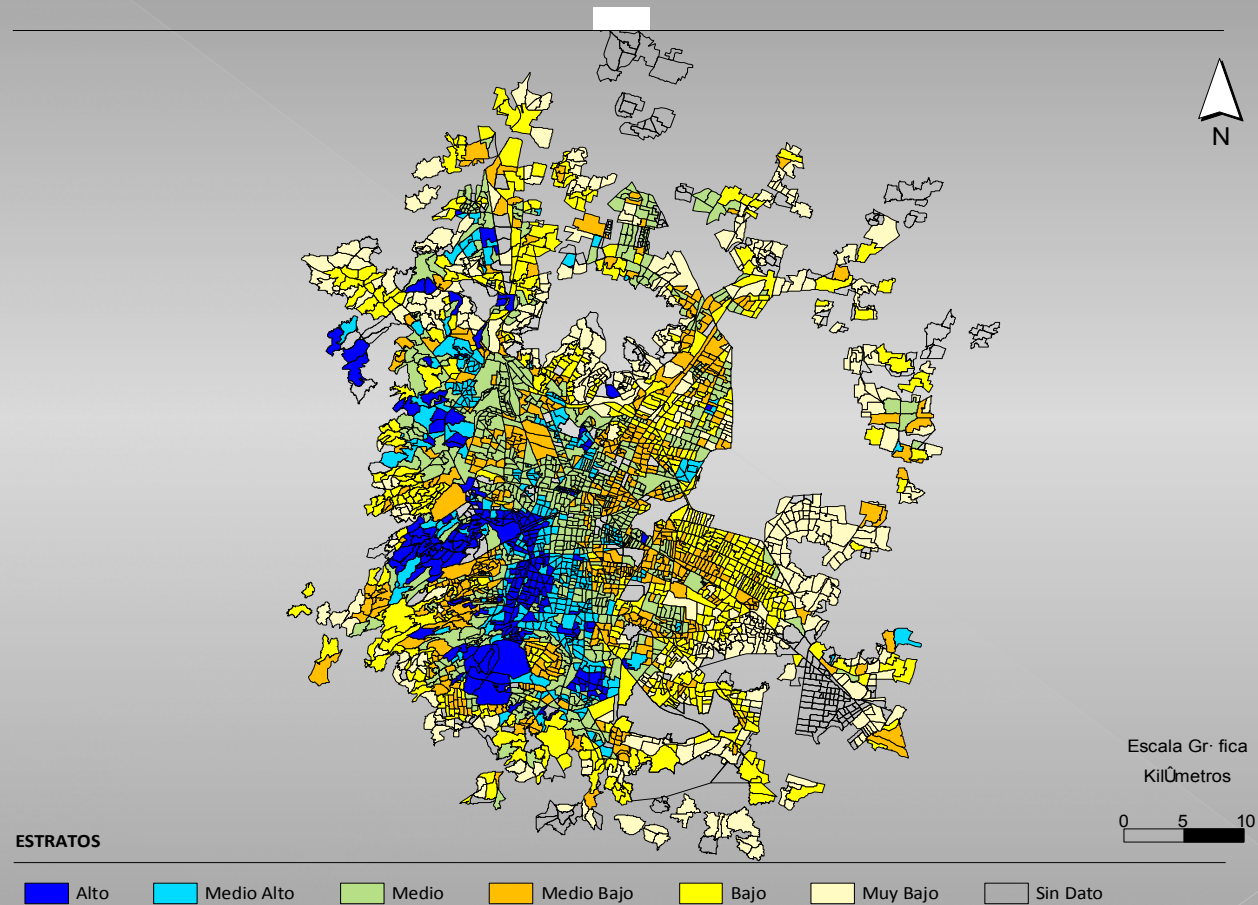 N
Escala Gr· fica
KilÛmetros
0 5 10
ESTRATOS
Alto Medio Alto Medio Medio Bajo Bajo Muy Bajo Sin Dato